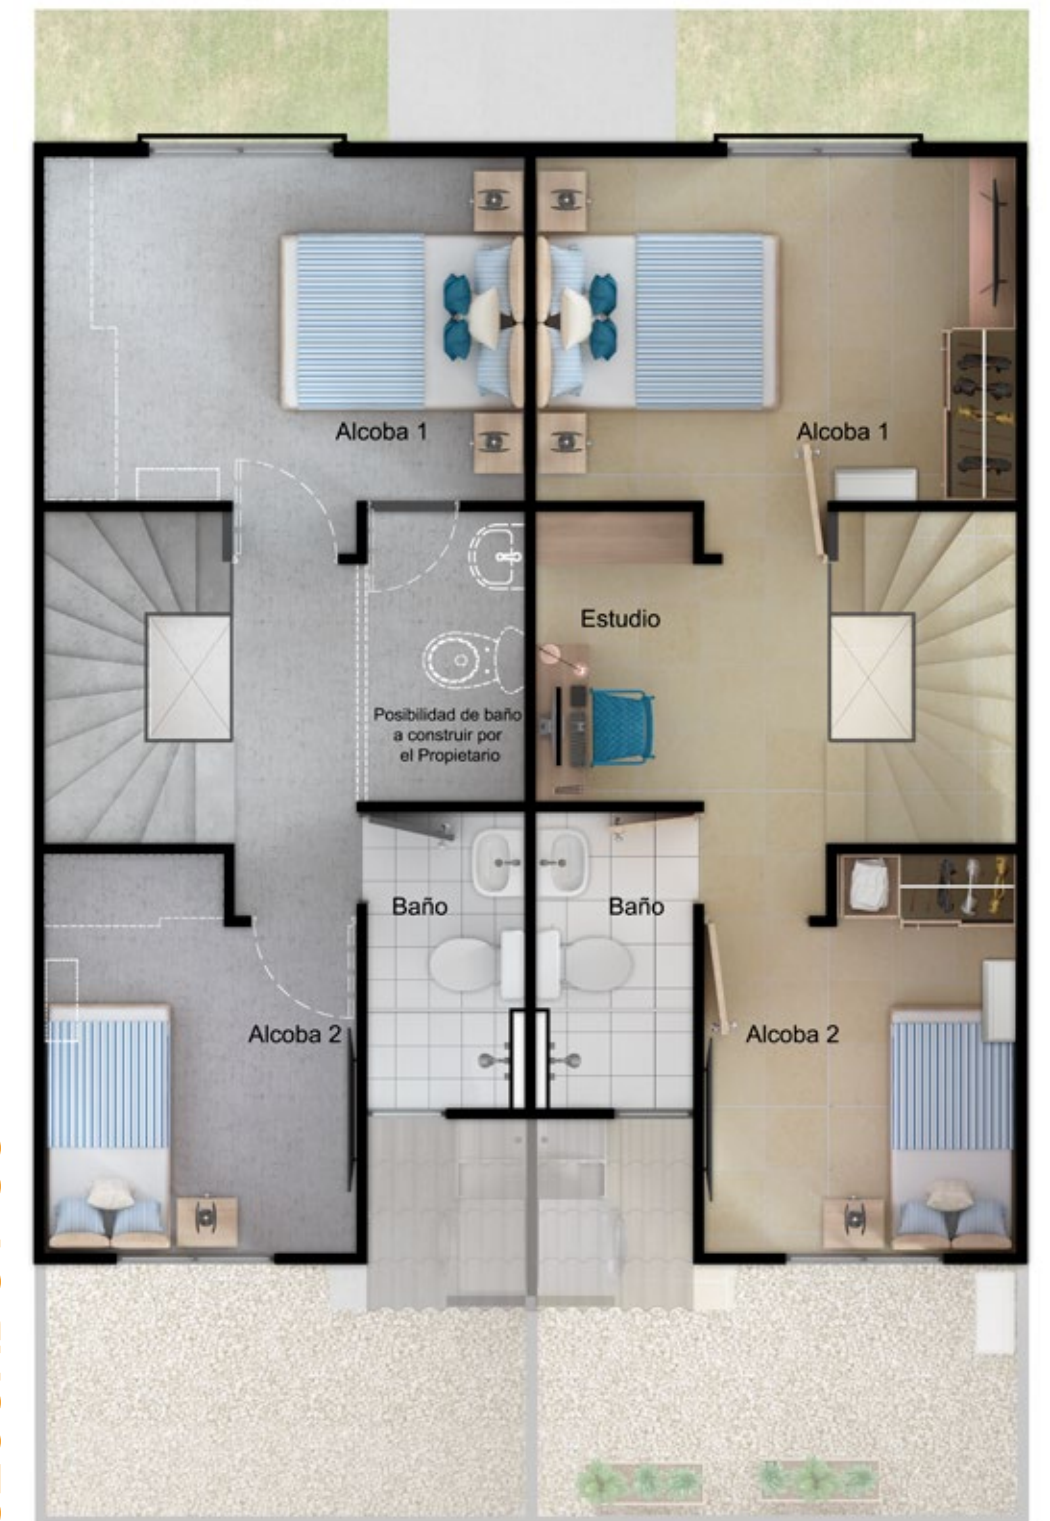 Alcoba 1
Alcoba 1
Estudio
Posibilidad de baño
a construir por
el Propietario
Baño
Baño
Alcoba 2
Alcoba 2